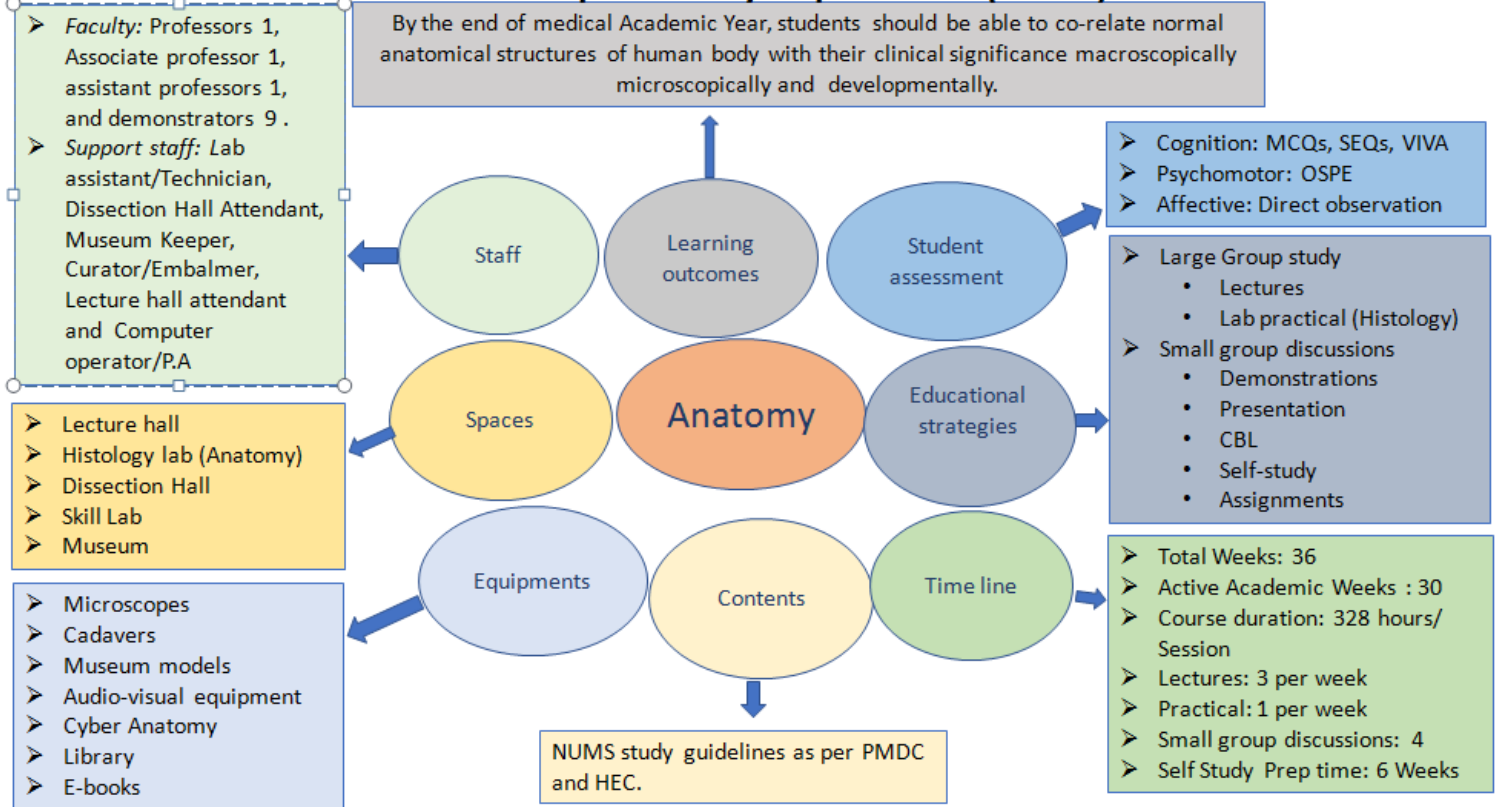 By the end of medical Academic Year, students should be able to co-relate normal
anatomical structures of human body with their clinical significance macroscopically
microscopically and developmentally.
➤ Faculty: Professors 1,
Associate professor 1,
assistant professors 1,
and demonstrators 9 .
➤ Support staff: Lab
assistant/Technician,
Dissection Hall Attendant,
Museum Keeper,
Curator/Embalmer,
Lecture hall attendant
and Computer
operator/P.A
Staff
Learning
outcomes
Student
assessment
➤ Cognition: MCQs, SEQs, VIVA
➤ Psychomotor: OSPE
➤ Affective: Direct observation
➤ Large Group study
• Lectures
• Lab practical (Histology)
➤ Small group discussions
• Demonstrations
• Presentation
• CBL
• Self-study
• Assignments
Spaces
Anatomy
Educational
strategies
➤ Lecture hall
➤ Histology lab (Anatomy)
➤ Dissection Hall
➤ Skill Lab
➤ Museum
Equipments
Contents
Time line
➤ Microscopes
➤ Cadavers
➤ Museum models
➤ Audio-visual equipment
➤ Cyber Anatomy
➤ Library
➤ E-books
NUMS study guidelines as per PMDC
and HEC.
➤ Total Weeks: 36
➤ Active Academic Weeks : 30
➤ Course duration: 328 hours/
Session
➤ Lectures: 3 per week
➤ Practical: 1 per week
➤ Small group discussions: 4
➤ Self Study Prep time: 6 Weeks